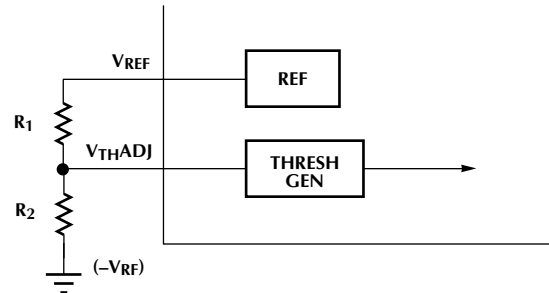 VREF
REF
R1
VTHADJ
THRESH
GEN
R2
(–VRF)